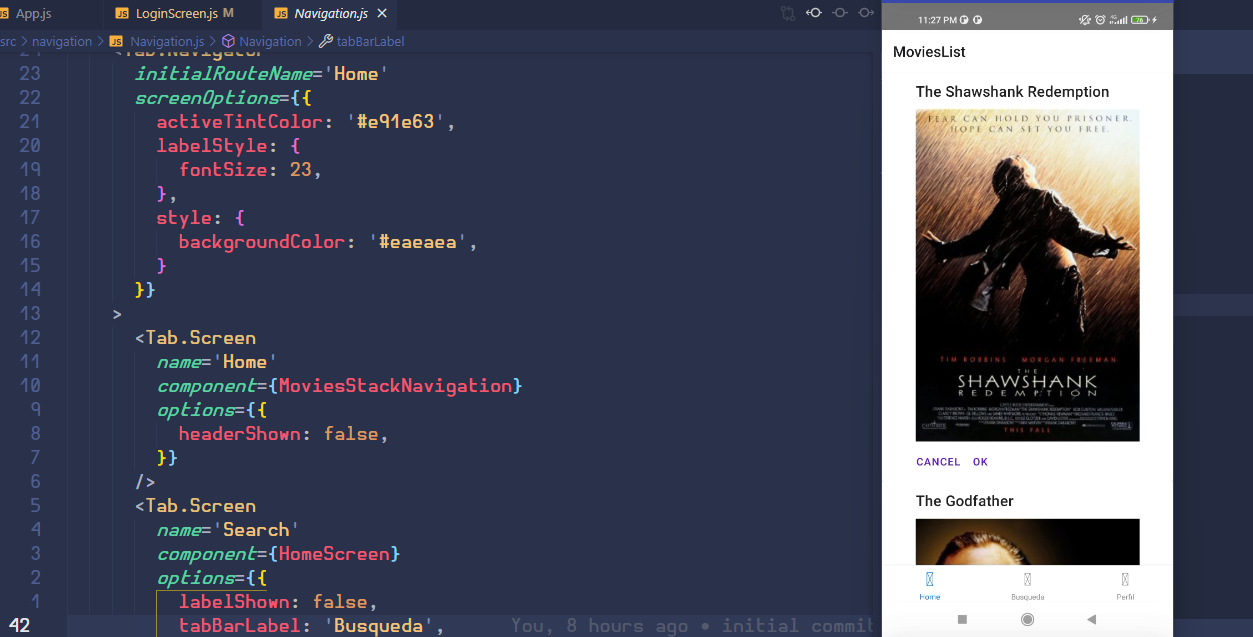 App.js
LoginScreen.js M
Navigation.js
src > navigation > Navigation.js > Navigation > tabBarLabel
24 <Tab.Navigator
23 initialRouteName='Home'
22 screenOptions={{
21 activeTintColor: '#e91e63',
20 labelStyle: {
19 fontSize: 23,
18 },
17 style: {
16 backgroundColor: '#eaeaea',
15 }
14 }}
13 >
12 <Tab.Screen
11 name='Home'
10 component={MoviesStackNavigation}
9 options={{
8 headerShown: false,
7 }}
6 />
5 <Tab.Screen
4 name='Search'
3 component={HomeScreen}
2 options={{
1 labelShown: false,
42 tabBarLabel: 'Busqueda', You, 8 hours ago • initial commit
11:27 PM
4G
76
MoviesList
The Shawshank Redemption
FEAR CAN HOLD YOU PRISONER.
HOPE CAN SET YOU FREE.
TIM ROBBINS MORGAN FREEMAN
THE
SHAWSHANK
REDEMPTION
THIS FALL
CANCEL OK
The Godfather
Home
Busqueda
Perfil